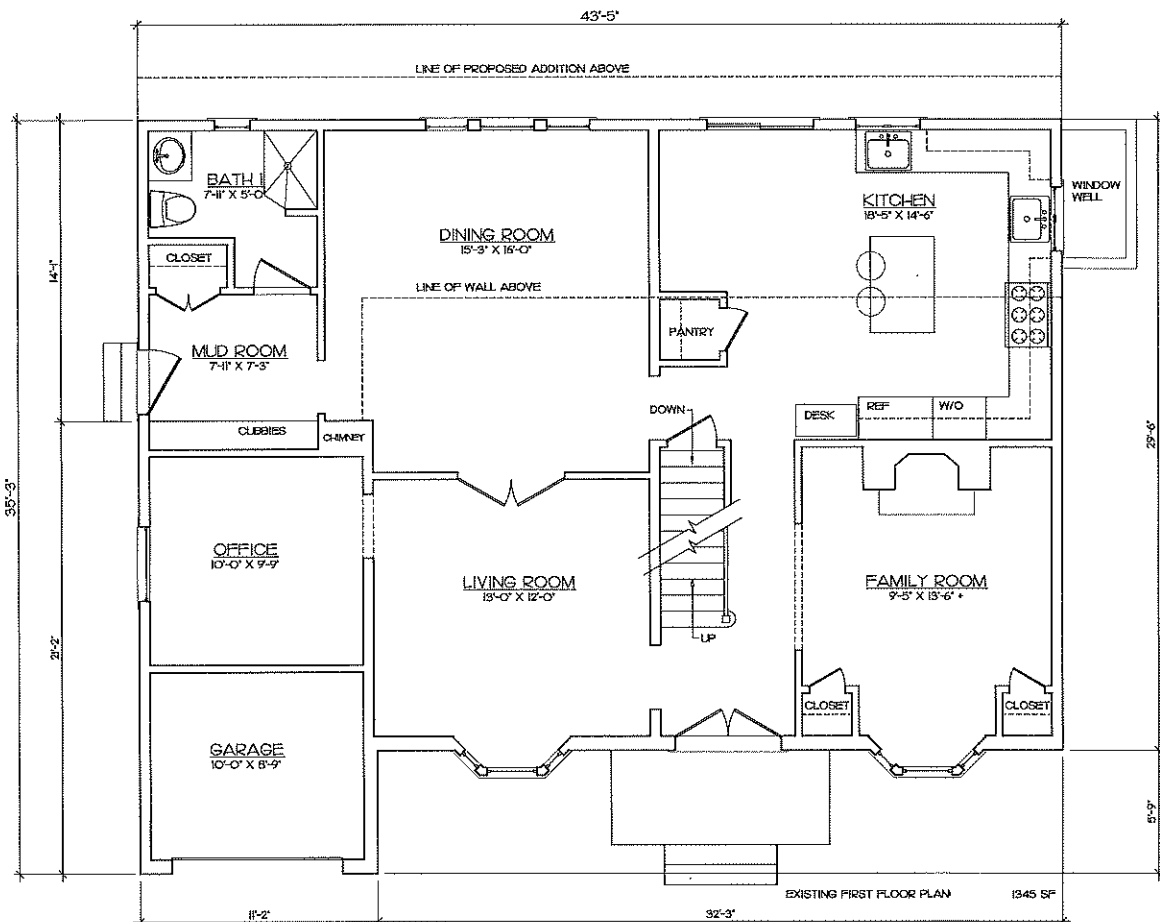 43'-5"
LINE OF PROPOSED ADDITION ABOVE
BATH 1
7'-11" X 5'-0"
CLOSET
DINING ROOM
15'-3" X 16'-0"
KITCHEN
18'-5" X 14'-6"
WINDOW
WELL
14'-1"
LINE OF WALL ABOVE
MUD ROOM
7'-11" X 7'-3"
PANTRY
CUBBIES
CHIMNEY
DOWN
DESK
REF
W/O
29'-6"
35'-3"
OFFICE
10'-0" X 9'-9"
LIVING ROOM
13'-0" X 12'-0"
FAMILY ROOM
9'-5" X 13'-6" +
UP
21'-2"
CLOSET
CLOSET
GARAGE
10'-0" X 8'-9"
5'-9"
EXISTING FIRST FLOOR PLAN
1345 SF
11'-2"
32'-3"